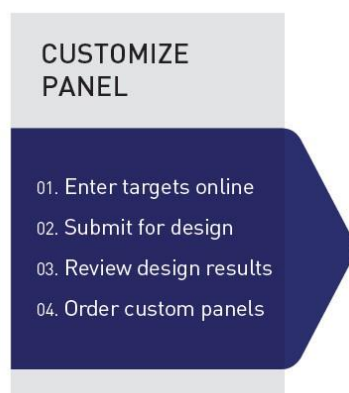 CUSTOMIZE
PANEL
01. Enter targets online
02. Submit for design
03. Review design results
04. Order custom panels